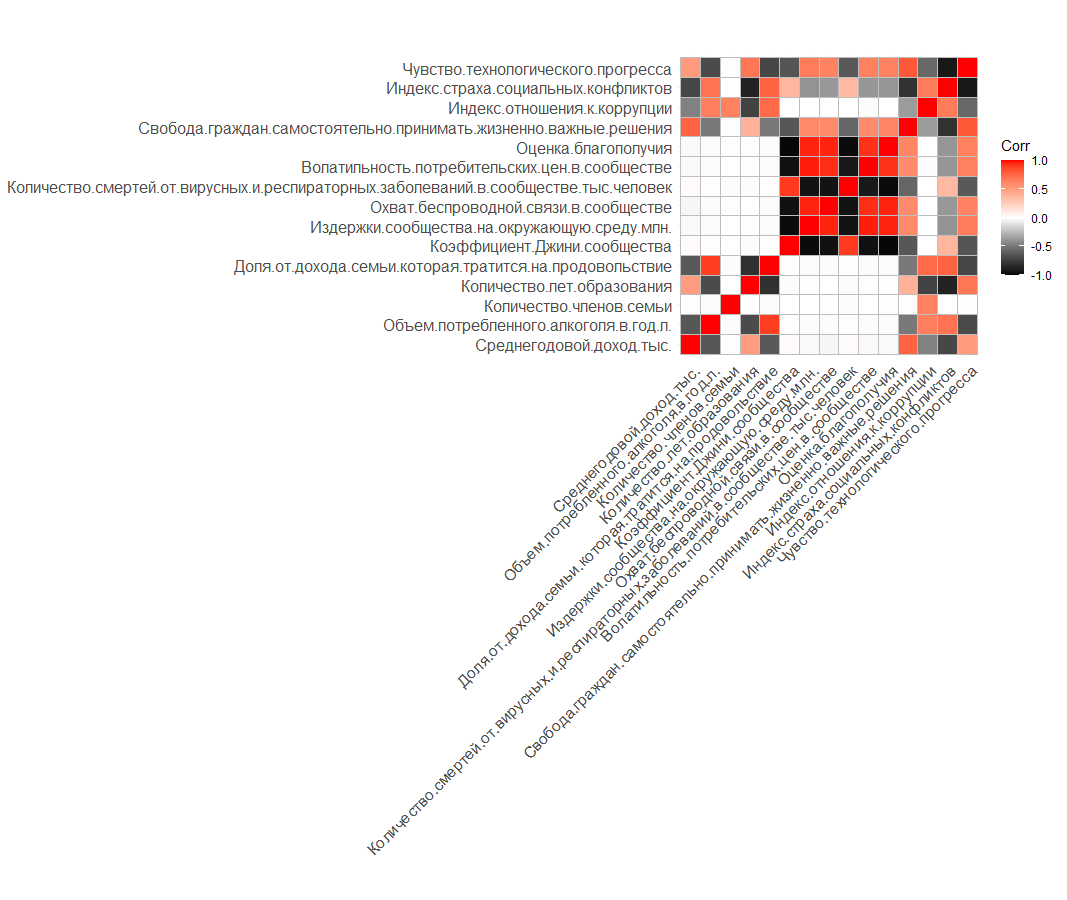 Чувство.технологического.прогресса
Индекс.страха.социальных.конфликтов
Индекс.отношения.к.коррупции
Свобода.граждан.самостоятельно.принимать.жизненно.важные.решения
Оценка.благополучия
Волатильность.потребительских.цен.в.сообществе
Количество.смертей.от.вирусных.и.респираторных.заболеваний.в.сообществе.тыс.человек
Охват.беспроводной.связи.в.сообществе
Издержки.сообщества.на.окружающую.среду.млн.
Коэффициент.Джини.сообщества
Доля.от.дохода.семьи.которая.тратится.на.продовольствие
Количество.лет.образования
Количество.членов.семьи
Объем.потребленного.алкоголя.в.год.л.
Среднегодовой.доход.тыс.
Corr
1.0
0.5
0.0
-0.5
-1.0
Среднегодовой.доход.тыс.
Объем.потребленного.алкоголя.в.год.л.
Количество.членов.семьи
Количество.лет.образования
Доля.от.дохода.семьи.которая.тратится.на.продовольствие
Коэффициент.Джини.сообщества
Издержки.сообщества.на.окружающую.среду.млн.
Охват.беспроводной.связи.в.сообществе
Количество.смертей.от.вирусных.и.респираторных.заболеваний.в.сообществе.тыс.человек
Волатильность.потребительских.цен.в.сообществе
Оценка.благополучия
Свобода.граждан.самостоятельно.принимать.жизненно.важные.решения
Индекс.отношения.к.коррупции
Индекс.страха.социальных.конфликтов
Чувство.технологического.прогресса